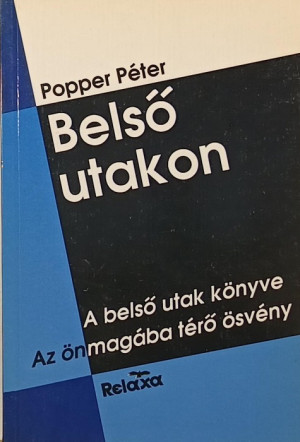 Popper Péter
Belső
utakon
A belső utak könyve
Az önmagába térő ösvény
Relaxa